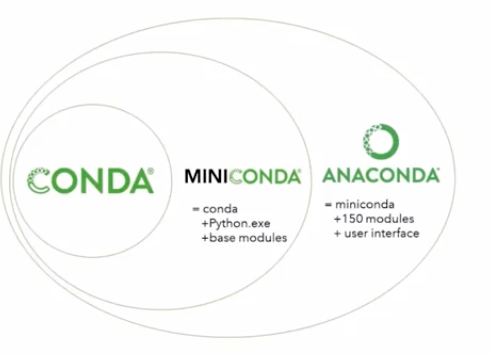 CONDA®
MINICONDA®
= conda
+Python.exe
+base modules
ANACONDA®
= miniconda
+150 modules
+ user interface